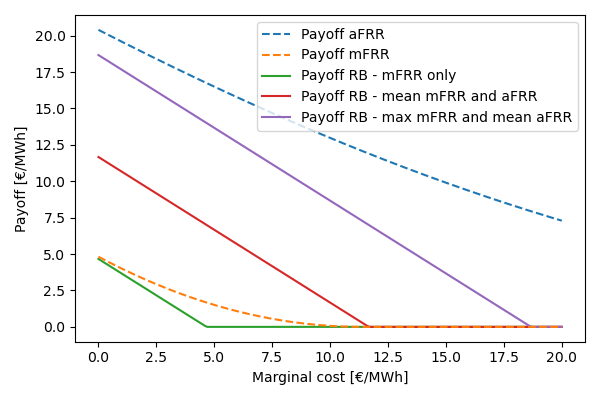 Payoff aFRR
Payoff mFRR
Payoff RB - mFRR only
Payoff RB - mean mFRR and aFRR
Payoff RB - max mFRR and mean aFRR
Payoff [€/MWh]
20.0
17.5
15.0
12.5
10.0
7.5
5.0
2.5
0.0
0.0 2.5 5.0 7.5 10.0 12.5 15.0 17.5 20.0
Marginal cost [€/MWh]